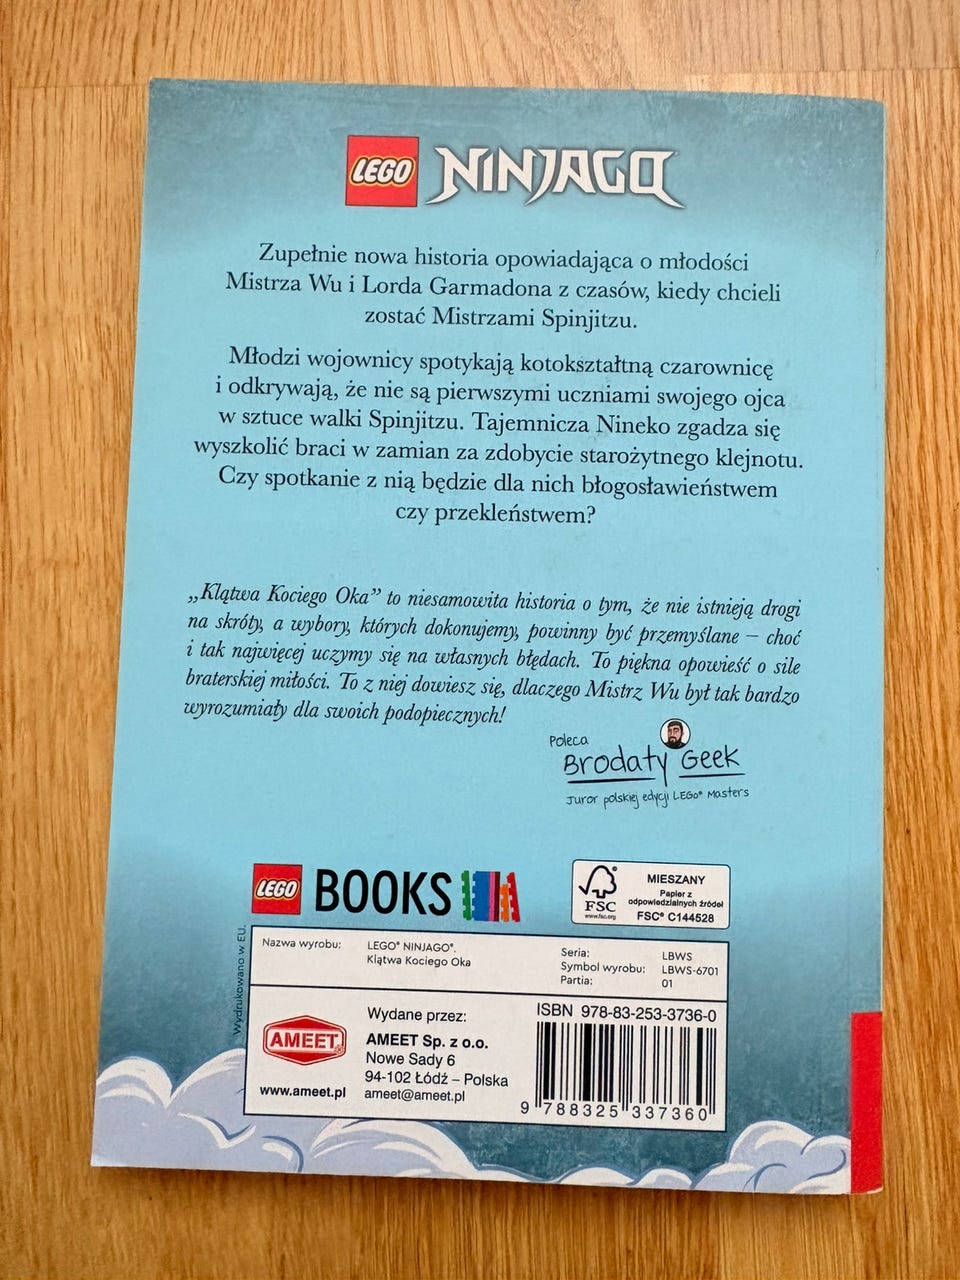 LEGO NINJAGO
Zupełnie nowa historia opowiadająca o młodości
Mistrza Wu i Lorda Garmadona z czasów, kiedy chcieli
zostać Mistrzami Spinjitzu.
Młodzi wojownicy spotykają kotokształtną czarownicę
i odkrywają, że nie są pierwszymi uczniami swojego ojca
w sztuce walki Spinjitzu. Tajemnicza Nineko zgadza się
wyszkolić braci w zamian za zdobycie starożytnego klejnotu.
Czy spotkanie z nią będzie dla nich błogosławieństwem
czy przekleństwem?
„Klątwa Kociego Oka” to niesamowita historia o tym, że nie istnieją drogi
na skróty, a wybory, których dokonujemy, powinny być przemyślane – choć
i tak najwięcej uczymy się na własnych błędach. To piękna opowieść o sile
braterskiej miłości. To z niej dowiesz się, dlaczego Mistrz Wu był tak bardzo
wyrozumiały dla swoich podopiecznych!
Poleca
Brodaty Geek
Juror polskiej edycji LEGO® Masters
LEGO BOOKS
FSC
www.fsc.org
MIESZANY
Papier z
odpowiedzialnych źródeł
FSC® C144528
Wydrukowano w EU.
Nazwa wyrobu: LEGO® NINJAGO®.
Klątwa Kociego Oka
Seria: LBWS
Symbol wyrobu: LBWS-6701
Partia: 01
AMEET
www.ameet.pl
Wydane przez:
AMEET Sp. z o.o.
Nowe Sady 6
94-102 Łódź – Polska
ameet@ameet.pl
ISBN 978-83-253-3736-0
9 788325 337360